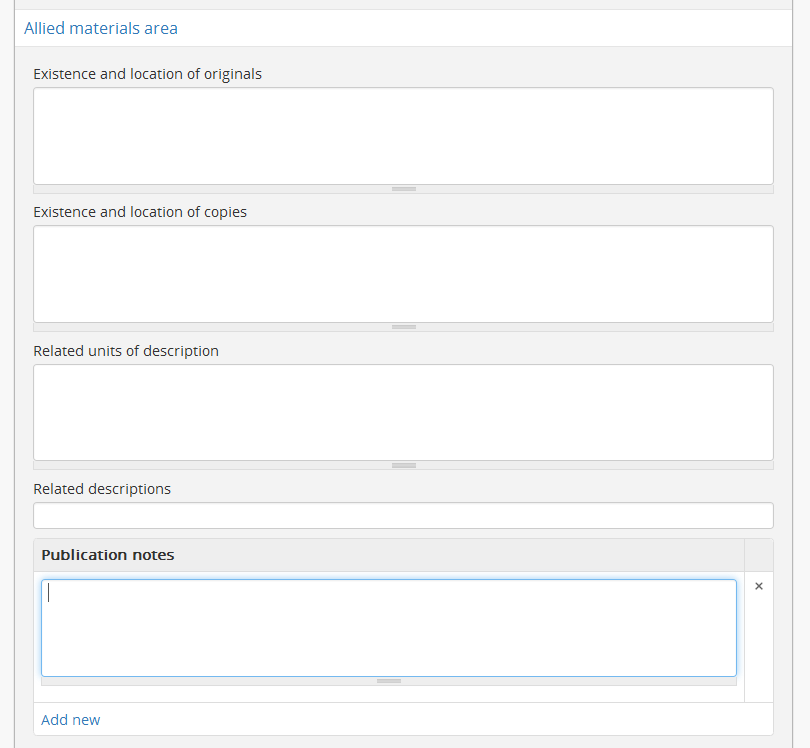 Allied materials area
Existence and location of originals
Existence and location of copies
Related units of description
Related descriptions
Publication notes
×
Add new